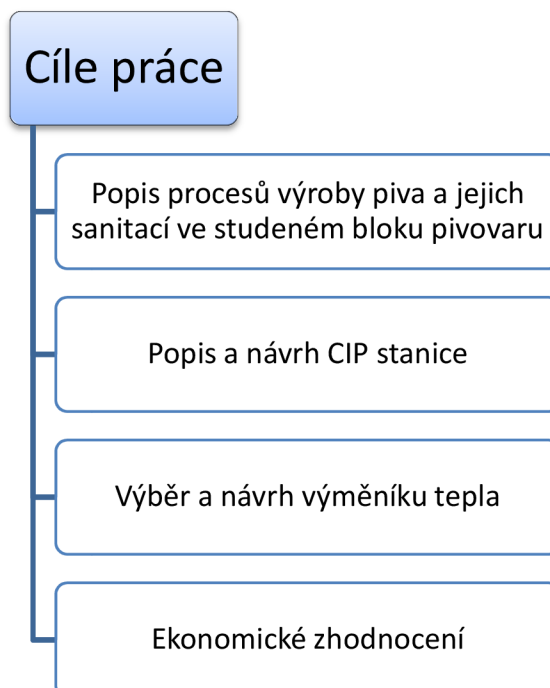 Cíle práce
Popis procesů výroby piva a jejich
sanitací ve studeném bloku pivovaru
Popis a návrh CIP stanice
Výběr a návrh výměníku tepla
Ekonomické zhodnocení